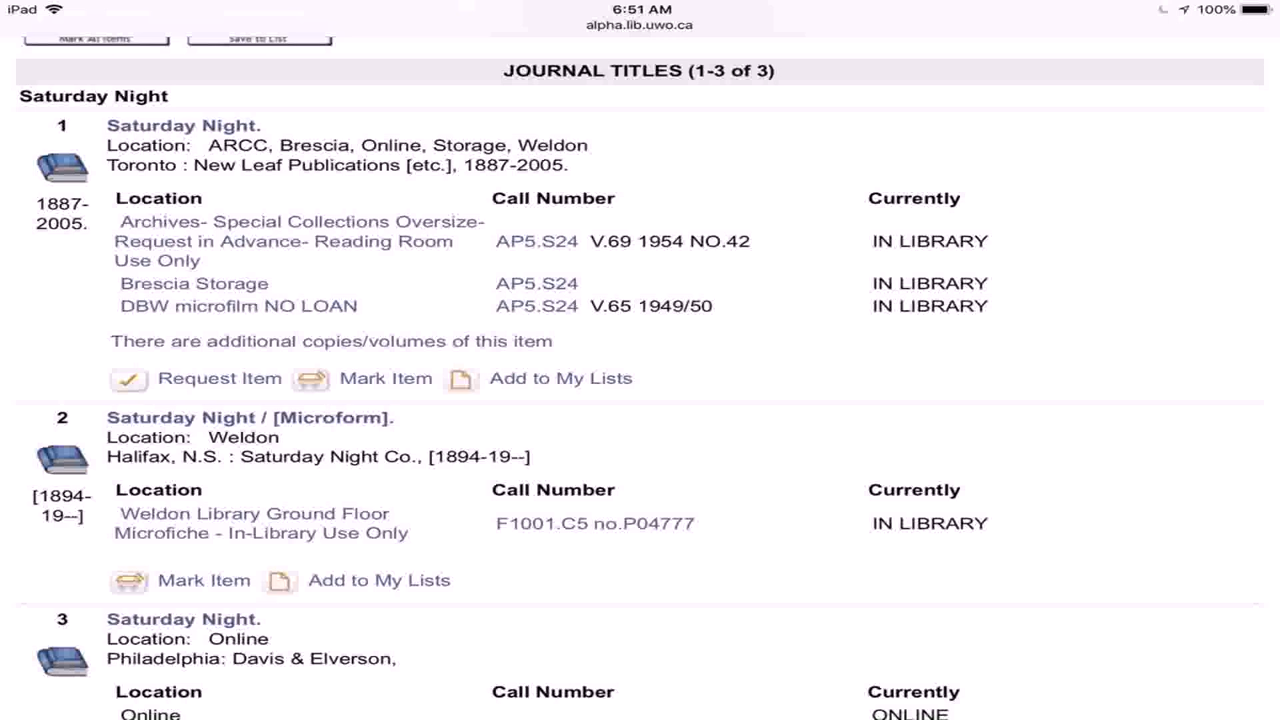 iPad 6:51 AM 100%
alpha.lib.uwo.ca
Mark All Items Save to List
JOURNAL TITLES (1-3 of 3)
Saturday Night
1 Saturday Night.
Location: ARCC, Brescia, Online, Storage, Weldon
Toronto : New Leaf Publications [etc.], 1887-2005.
1887-
2005.
Location Call Number Currently
Archives- Special Collections Oversize-
Request in Advance- Reading Room AP5.S24 V.69 1954 NO.42 IN LIBRARY
Use Only
Brescia Storage AP5.S24 IN LIBRARY
DBW microfilm NO LOAN AP5.S24 V.65 1949/50 IN LIBRARY
There are additional copies/volumes of this item
Request Item Mark Item Add to My Lists
2 Saturday Night / [Microform].
Location: Weldon
Halifax, N.S. : Saturday Night Co., [1894-19--]
[1894-
19--]
Location Call Number Currently
Weldon Library Ground Floor
Microfiche - In-Library Use Only F1001.C5 no.P04777 IN LIBRARY
Mark Item Add to My Lists
3 Saturday Night.
Location: Online
Philadelphia: Davis & Elverson,
Location Call Number Currently
Online ONLINE